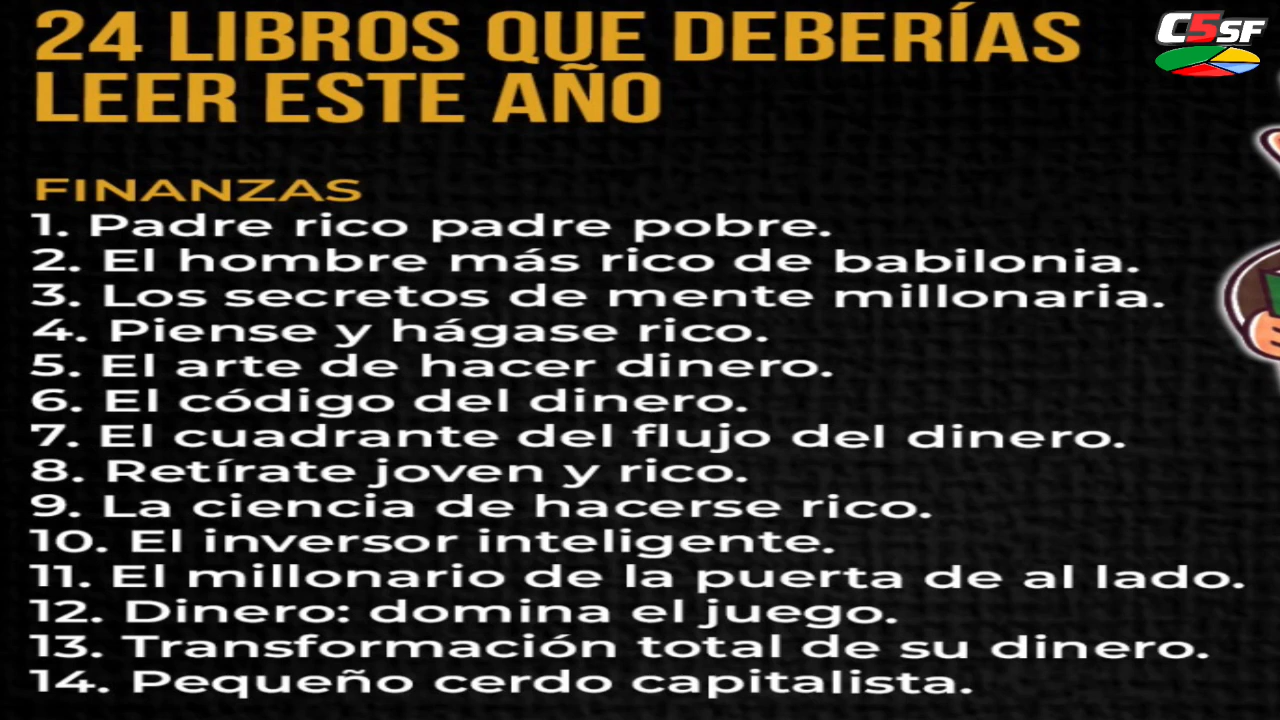 24 LIBROS QUE DEBERÍAS
LEER ESTE AÑO
C5SF
FINANZAS
1. Padre rico padre pobre.
2. El hombre más rico de babilonia.
3. Los secretos de mente millonaria.
4. Piense y hágase rico.
5. El arte de hacer dinero.
6. El código del dinero.
7. El cuadrante del flujo del dinero.
8. Retírate joven y rico.
9. La ciencia de hacerse rico.
10. El inversor inteligente.
11. El millonario de la puerta de al lado.
12. Dinero: domina el juego.
13. Transformación total de su dinero.
14. Pequeño cerdo capitalista.